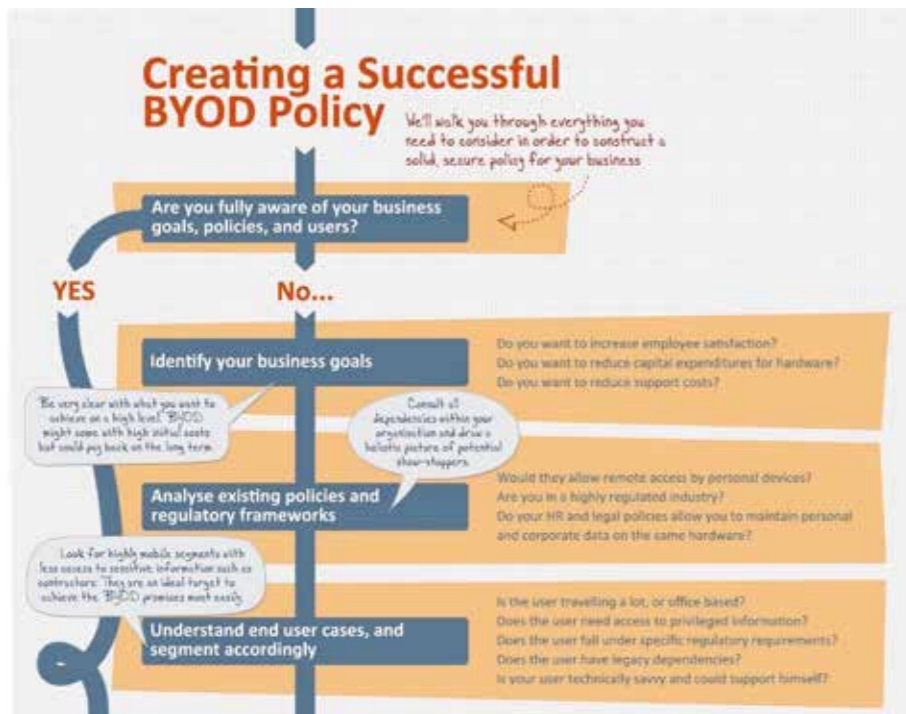 Creating a Successful
BYOD Policy
We'll walk you through everything you
need to consider in order to construct a
solid, secure policy for your business
Are you fully aware of your business
goals, policies, and users?
YES
No...
Identify your business goals
Do you want to increase employee satisfaction?
Do you want to reduce capital expenditures for hardware?
Do you want to reduce support costs?
Be very clear with what you want to
achieve on a high level. BYOD
might come with high initial costs
but could pay back on the long term
Consult all
dependencies within your
organisation and draw a
holistic picture of potential
show-stoppers
Analyse existing policies and
regulatory frameworks
Would they allow remote access by personal devices?
Are you in a highly regulated industry?
Do your HR and legal policies allow you to maintain personal
and corporate data on the same hardware?
Look for highly mobile segments with
less access to sensitive information such as
contractors. They are an ideal target to
achieve the BYOD promises most easily
Understand end user cases, and
segment accordingly
Is the user travelling a lot, or office based?
Does the user need access to privileged information?
Does the user fall under specific regulatory requirements?
Does the user have legacy dependencies?
Is your user technically savvy and could support himself?